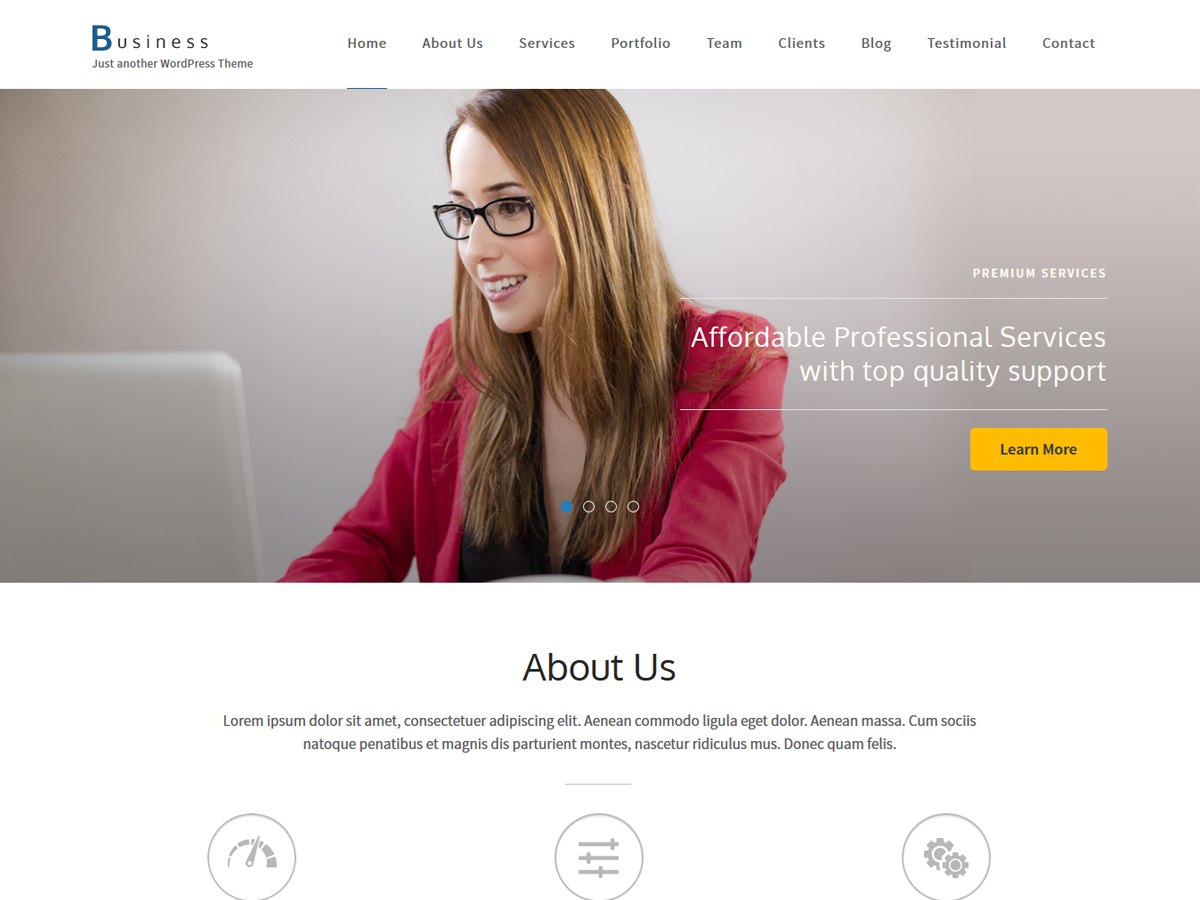 Business
Just another WordPress Theme
Home About Us Services Portfolio Team Clients Blog Testimonial Contact
PREMIUM SERVICES
Affordable Professional Services
with top quality support
Learn More
About Us
Lorem ipsum dolor sit amet, consectetuer adipiscing elit. Aenean commodo ligula eget dolor. Aenean massa. Cum sociis
natoque penatibus et magnis dis parturient montes, nascetur ridiculus mus. Donec quam felis.